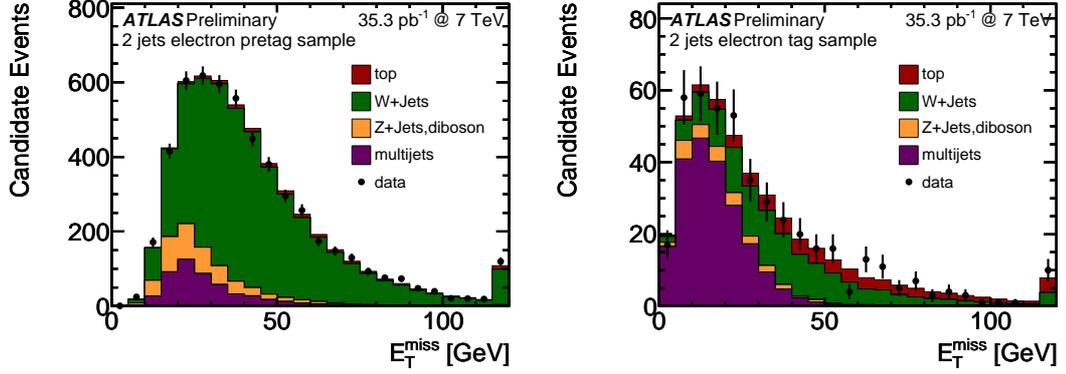 Candidate Events
800
600
400
200
0
ATLAS Preliminary 35.3 pb-1 @ 7 TeV
2 jets electron pretag sample
top
W+Jets
Z+Jets,diboson
multijets
data
0 50 100
E_T^miss [GeV]
Candidate Events
80
60
40
20
0
ATLAS Preliminary 35.3 pb-1 @ 7 TeV
2 jets electron tag sample
top
W+Jets
Z+Jets,diboson
multijets
data
0 50 100
E_T^miss [GeV]